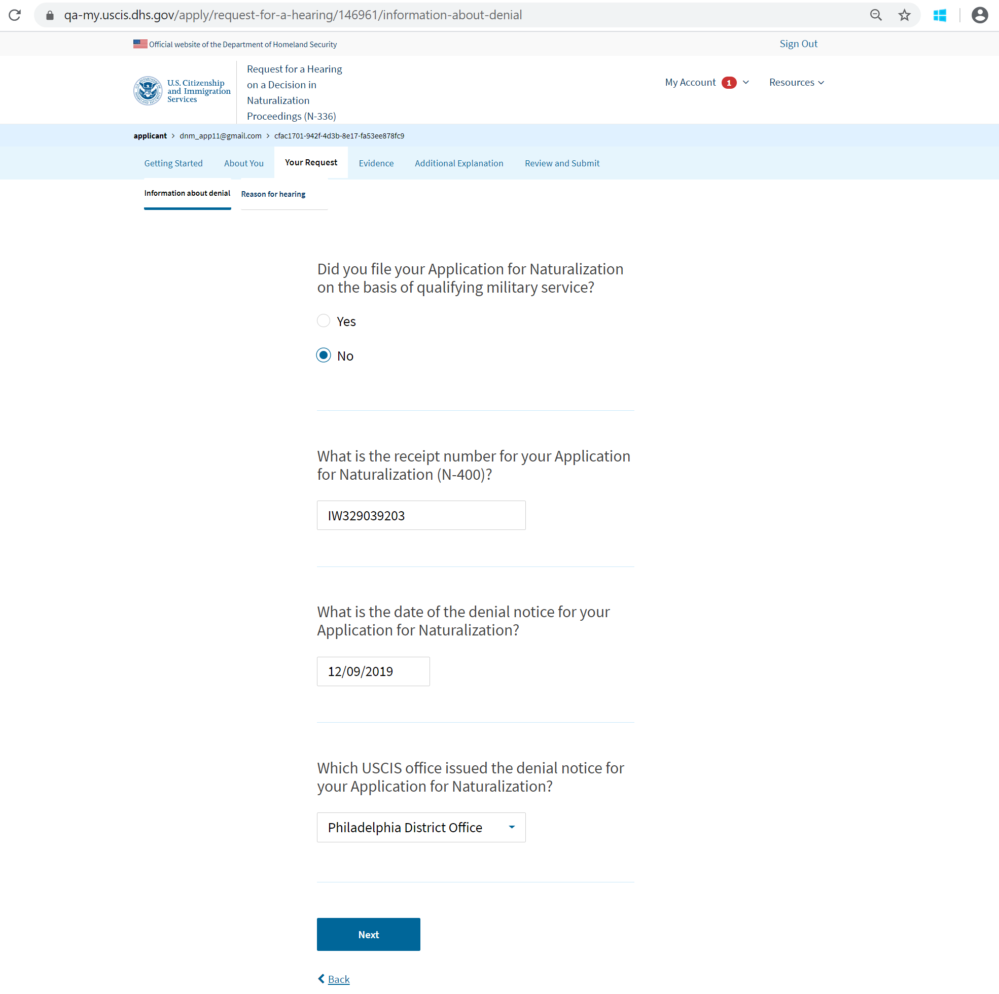 qa-my.uscis.dhs.gov/apply/request-for-a-hearing/146961/information-about-denial
Official website of the Department of Homeland Security
Sign Out
U.S. Citizenship
and Immigration
Services
Request for a Hearing
on a Decision in
Naturalization
Proceedings (N-336)
My Account 1
Resources
applicant > dnm_app11@gmail.com > cfac1701-942f-4d3b-8e17-fa53ee878fc9
Getting Started About You Your Request Evidence Additional Explanation Review and Submit
Information about denial Reason for hearing
Did you file your Application for Naturalization
on the basis of qualifying military service?
Yes
No
What is the receipt number for your Application
for Naturalization (N-400)?
IW329039203
What is the date of the denial notice for your
Application for Naturalization?
12/09/2019
Which USCIS office issued the denial notice for
your Application for Naturalization?
Philadelphia District Office
Next
Back